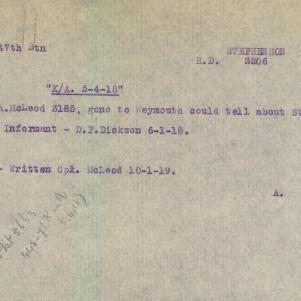 47th Btn STEPHENSON
H.D. 3206
"K/A. 5-4-18"
A.McLeod 3185, gone to Weymouth could tell about
Informant - D.P.Dickson 6-1-18.
- Written Cpl. McLeod 10-1-19.
A.